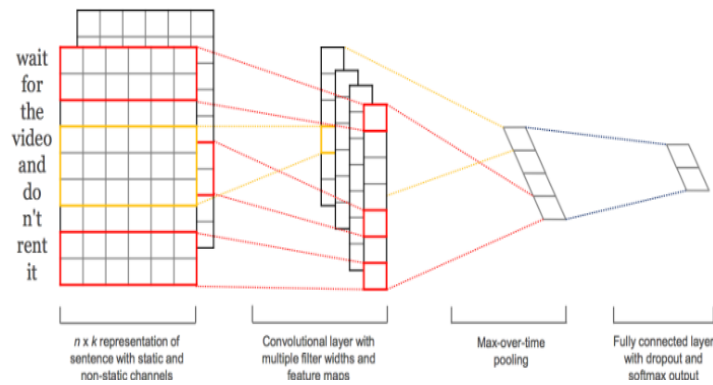 wait
for
the
video
and
do
n't
rent
it
n x k representation of
sentence with static and
non-static channels
Convolutional layer with
multiple filter widths and
feature maps
Max-over-time
pooling
Fully connected layer
with dropout and
softmax output